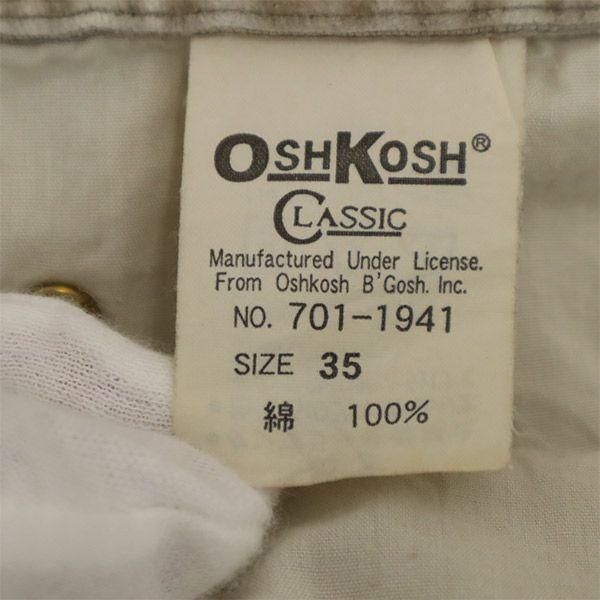 OSHKOSH®
CLASSIC
Manufactured Under License.
From Oshkosh B'Gosh. Inc.
NO. 701-1941
SIZE 35
綿 100%